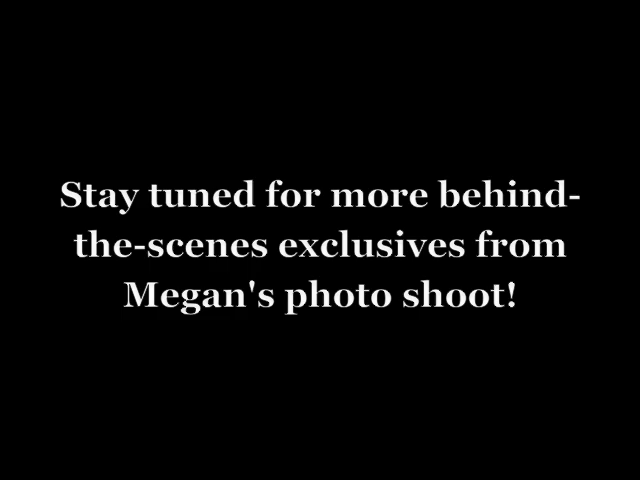 Stay tuned for more behind-
the-scenes exclusives from
Megan's photo shoot!